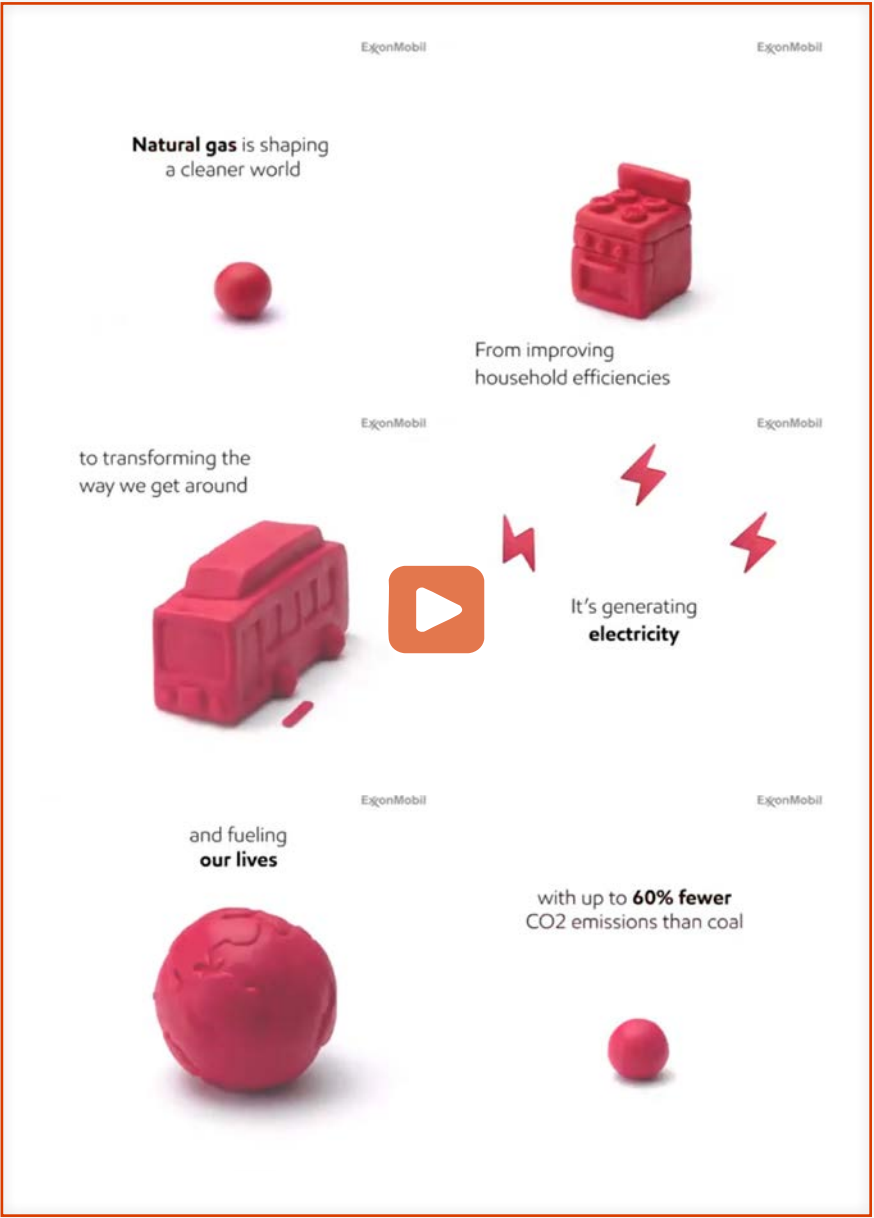 ExxonMobil
Natural gas is shaping
a cleaner world
ExxonMobil
From improving
household efficiencies
ExxonMobil
to transforming the
way we get around
ExxonMobil
It's generating
electricity
ExxonMobil
and fueling
our lives
ExxonMobil
with up to 60% fewer
CO2 emissions than coal